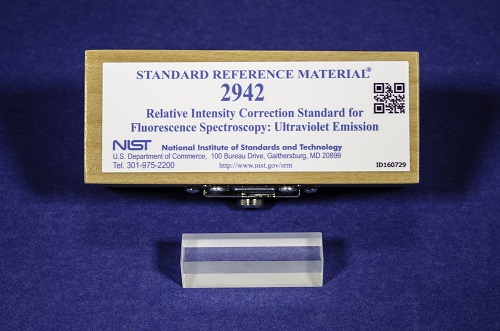 STANDARD REFERENCE MATERIAL®
2942
Relative Intensity Correction Standard for
Fluorescence Spectroscopy: Ultraviolet Emission
NIST National Institute of Standards and Technology
U.S. Department of Commerce, 100 Bureau Drive, Gaithersburg, MD 20899
Tel. 301-975-2200 http://www.nist.gov/srm ID160729